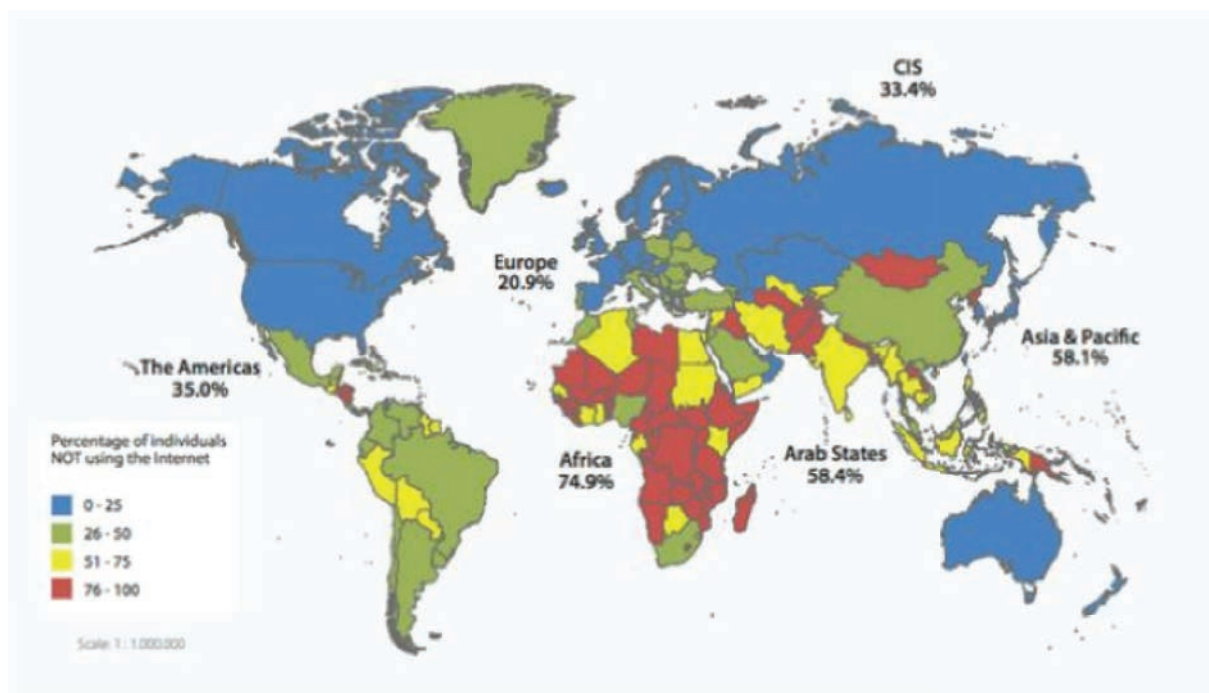 CIS
33.4%
Europe
20.9%
Asia & Pacific
58.1%
The Americas
35.0%
Percentage of individuals
NOT using the Internet
0 - 25
26 - 50
51 - 75
76 - 100
Africa
74.9%
Arab States
58.4%
Scale: 1 : 1.000.000